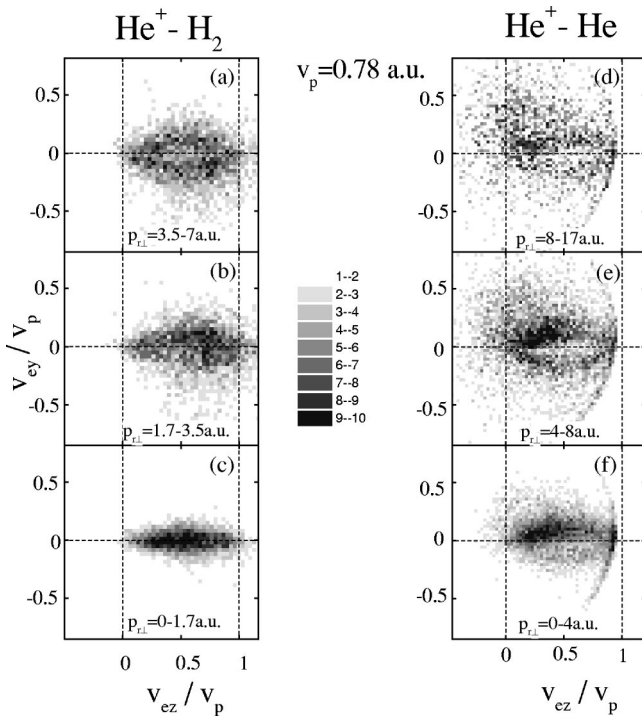 He⁺- H₂
He⁺- He
v_p=0.78 a.u.
(a)
0.5
0
-0.5
p_r⊥=3.5-7a.u.
(b)
0.5
0
-0.5
p_r⊥=1.7-3.5a.u.
(c)
0.5
0
-0.5
p_r⊥=0-1.7a.u.
0 0.5 1
v_ez / v_p
v_ey / v_p
1--2
2--3
3--4
4--5
5--6
6--7
7--8
8--9
9--10
(d)
0.5
0
-0.5
p_r⊥=8-17a.u.
(e)
0.5
0
-0.5
p_r⊥=4-8a.u.
(f)
0.5
0
-0.5
p_r⊥=0-4a.u.
0 0.5 1
v_ez / v_p